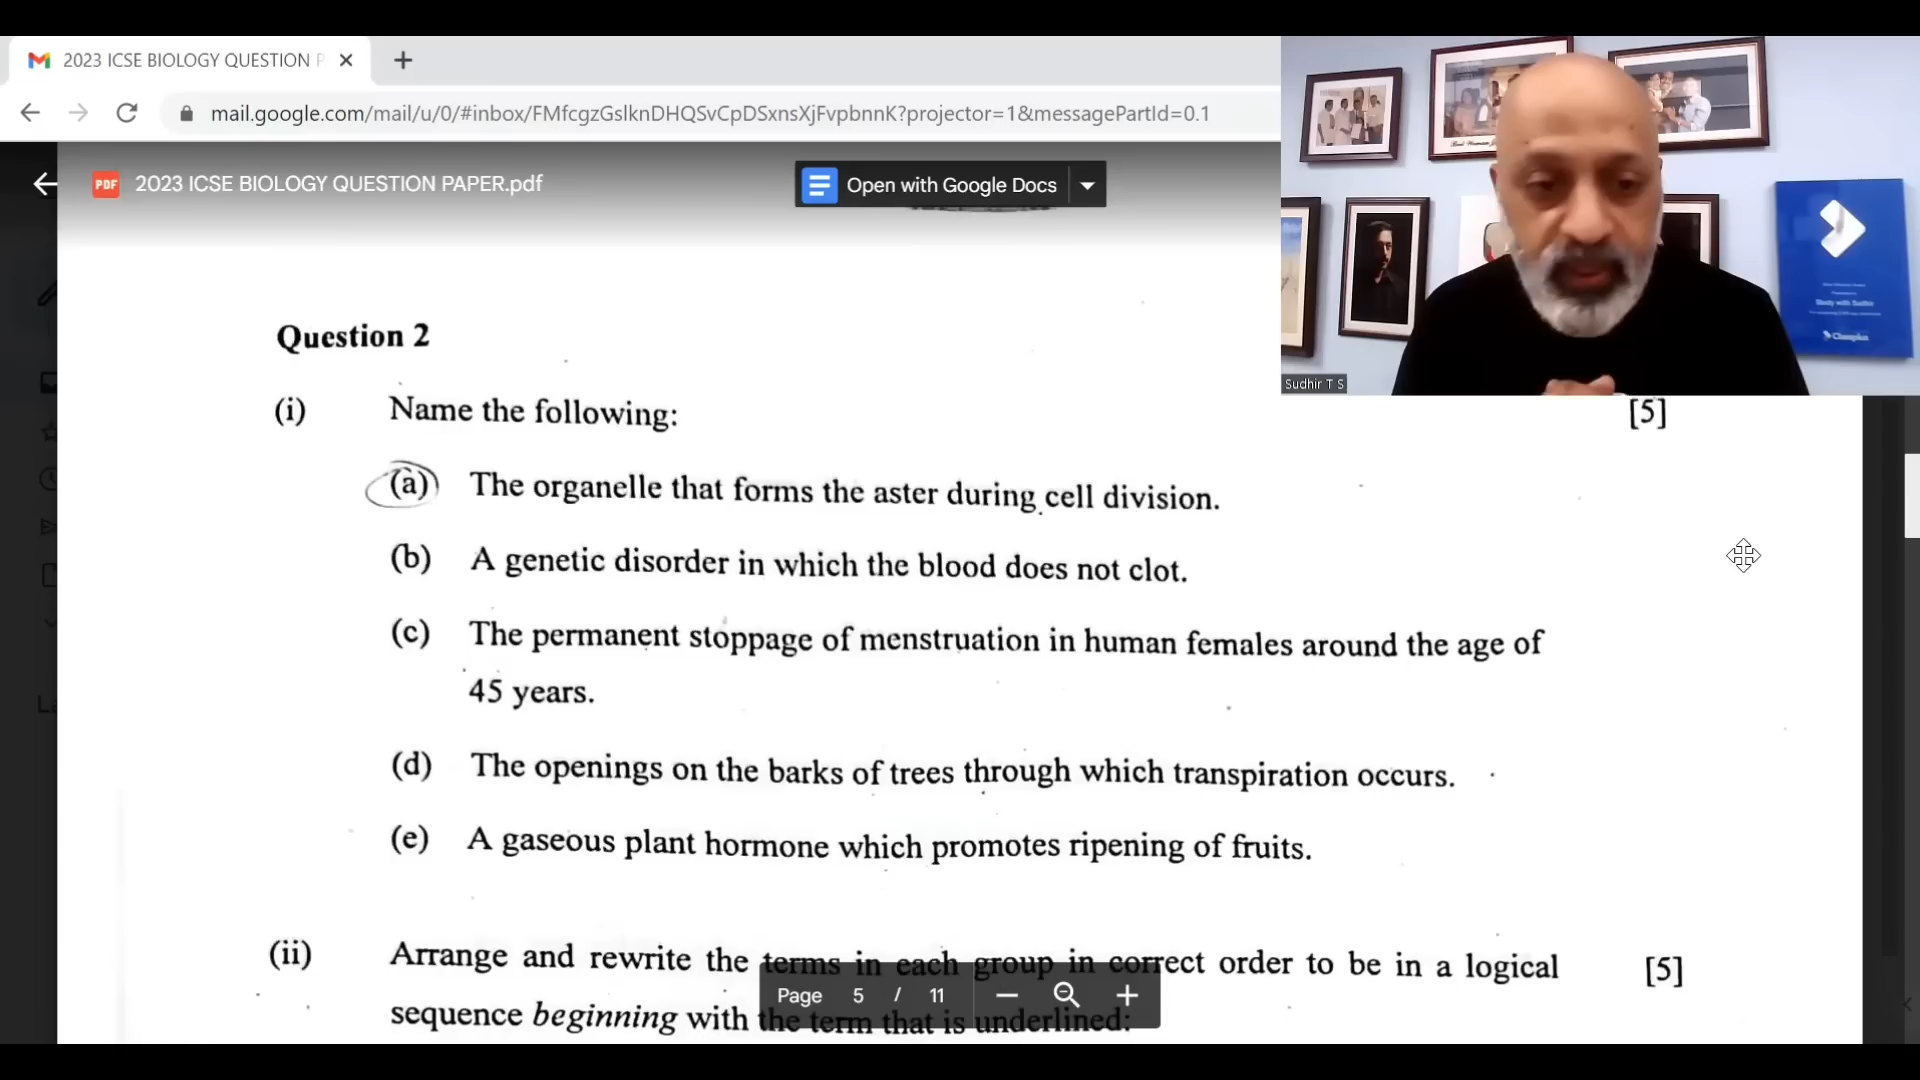 2023 ICSE BIOLOGY QUESTION P
mail.google.com/mail/u/0/#inbox/FMfcgzGslknDHQSvCpDSxnsXjFvpbnnK?projector=1&messagePartId=0.1
PDF 2023 ICSE BIOLOGY QUESTION PAPER.pdf
Open with Google Docs
Study with Sudhir
Sudhir T S
Question 2
(i) Name the following: [5]
(a) The organelle that forms the aster during cell division.
(b) A genetic disorder in which the blood does not clot.
(c) The permanent stoppage of menstruation in human females around the age of
45 years.
(d) The openings on the barks of trees through which transpiration occurs.
(e) A gaseous plant hormone which promotes ripening of fruits.
(ii) Arrange and rewrite the terms in each group in correct order to be in a logical [5]
sequence beginning with the term that is underlined:
Page 5 / 11